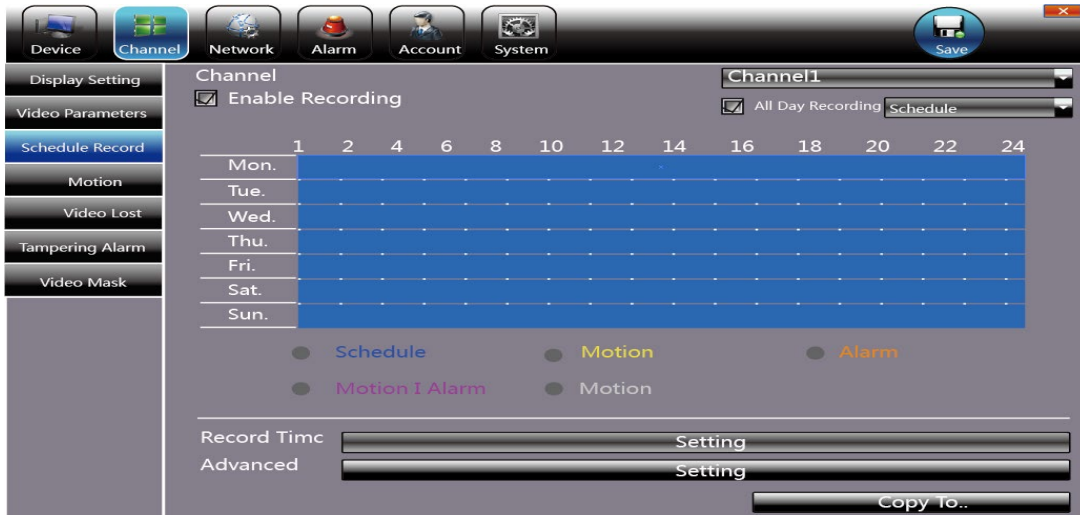 Device Channel Network Alarm Account System Save
Display Setting
Video Parameters
Schedule Record
Motion
Video Lost
Tampering Alarm
Video Mask
Channel Channel1
Enable Recording All Day Recording Schedule
1 2 4 6 8 10 12 14 16 18 20 22 24
Mon.
Tue.
Wed.
Thu.
Fri.
Sat.
Sun.
Schedule Motion Alarm
Motion I Alarm Motion
Record Timc Setting
Advanced Setting
Copy To..